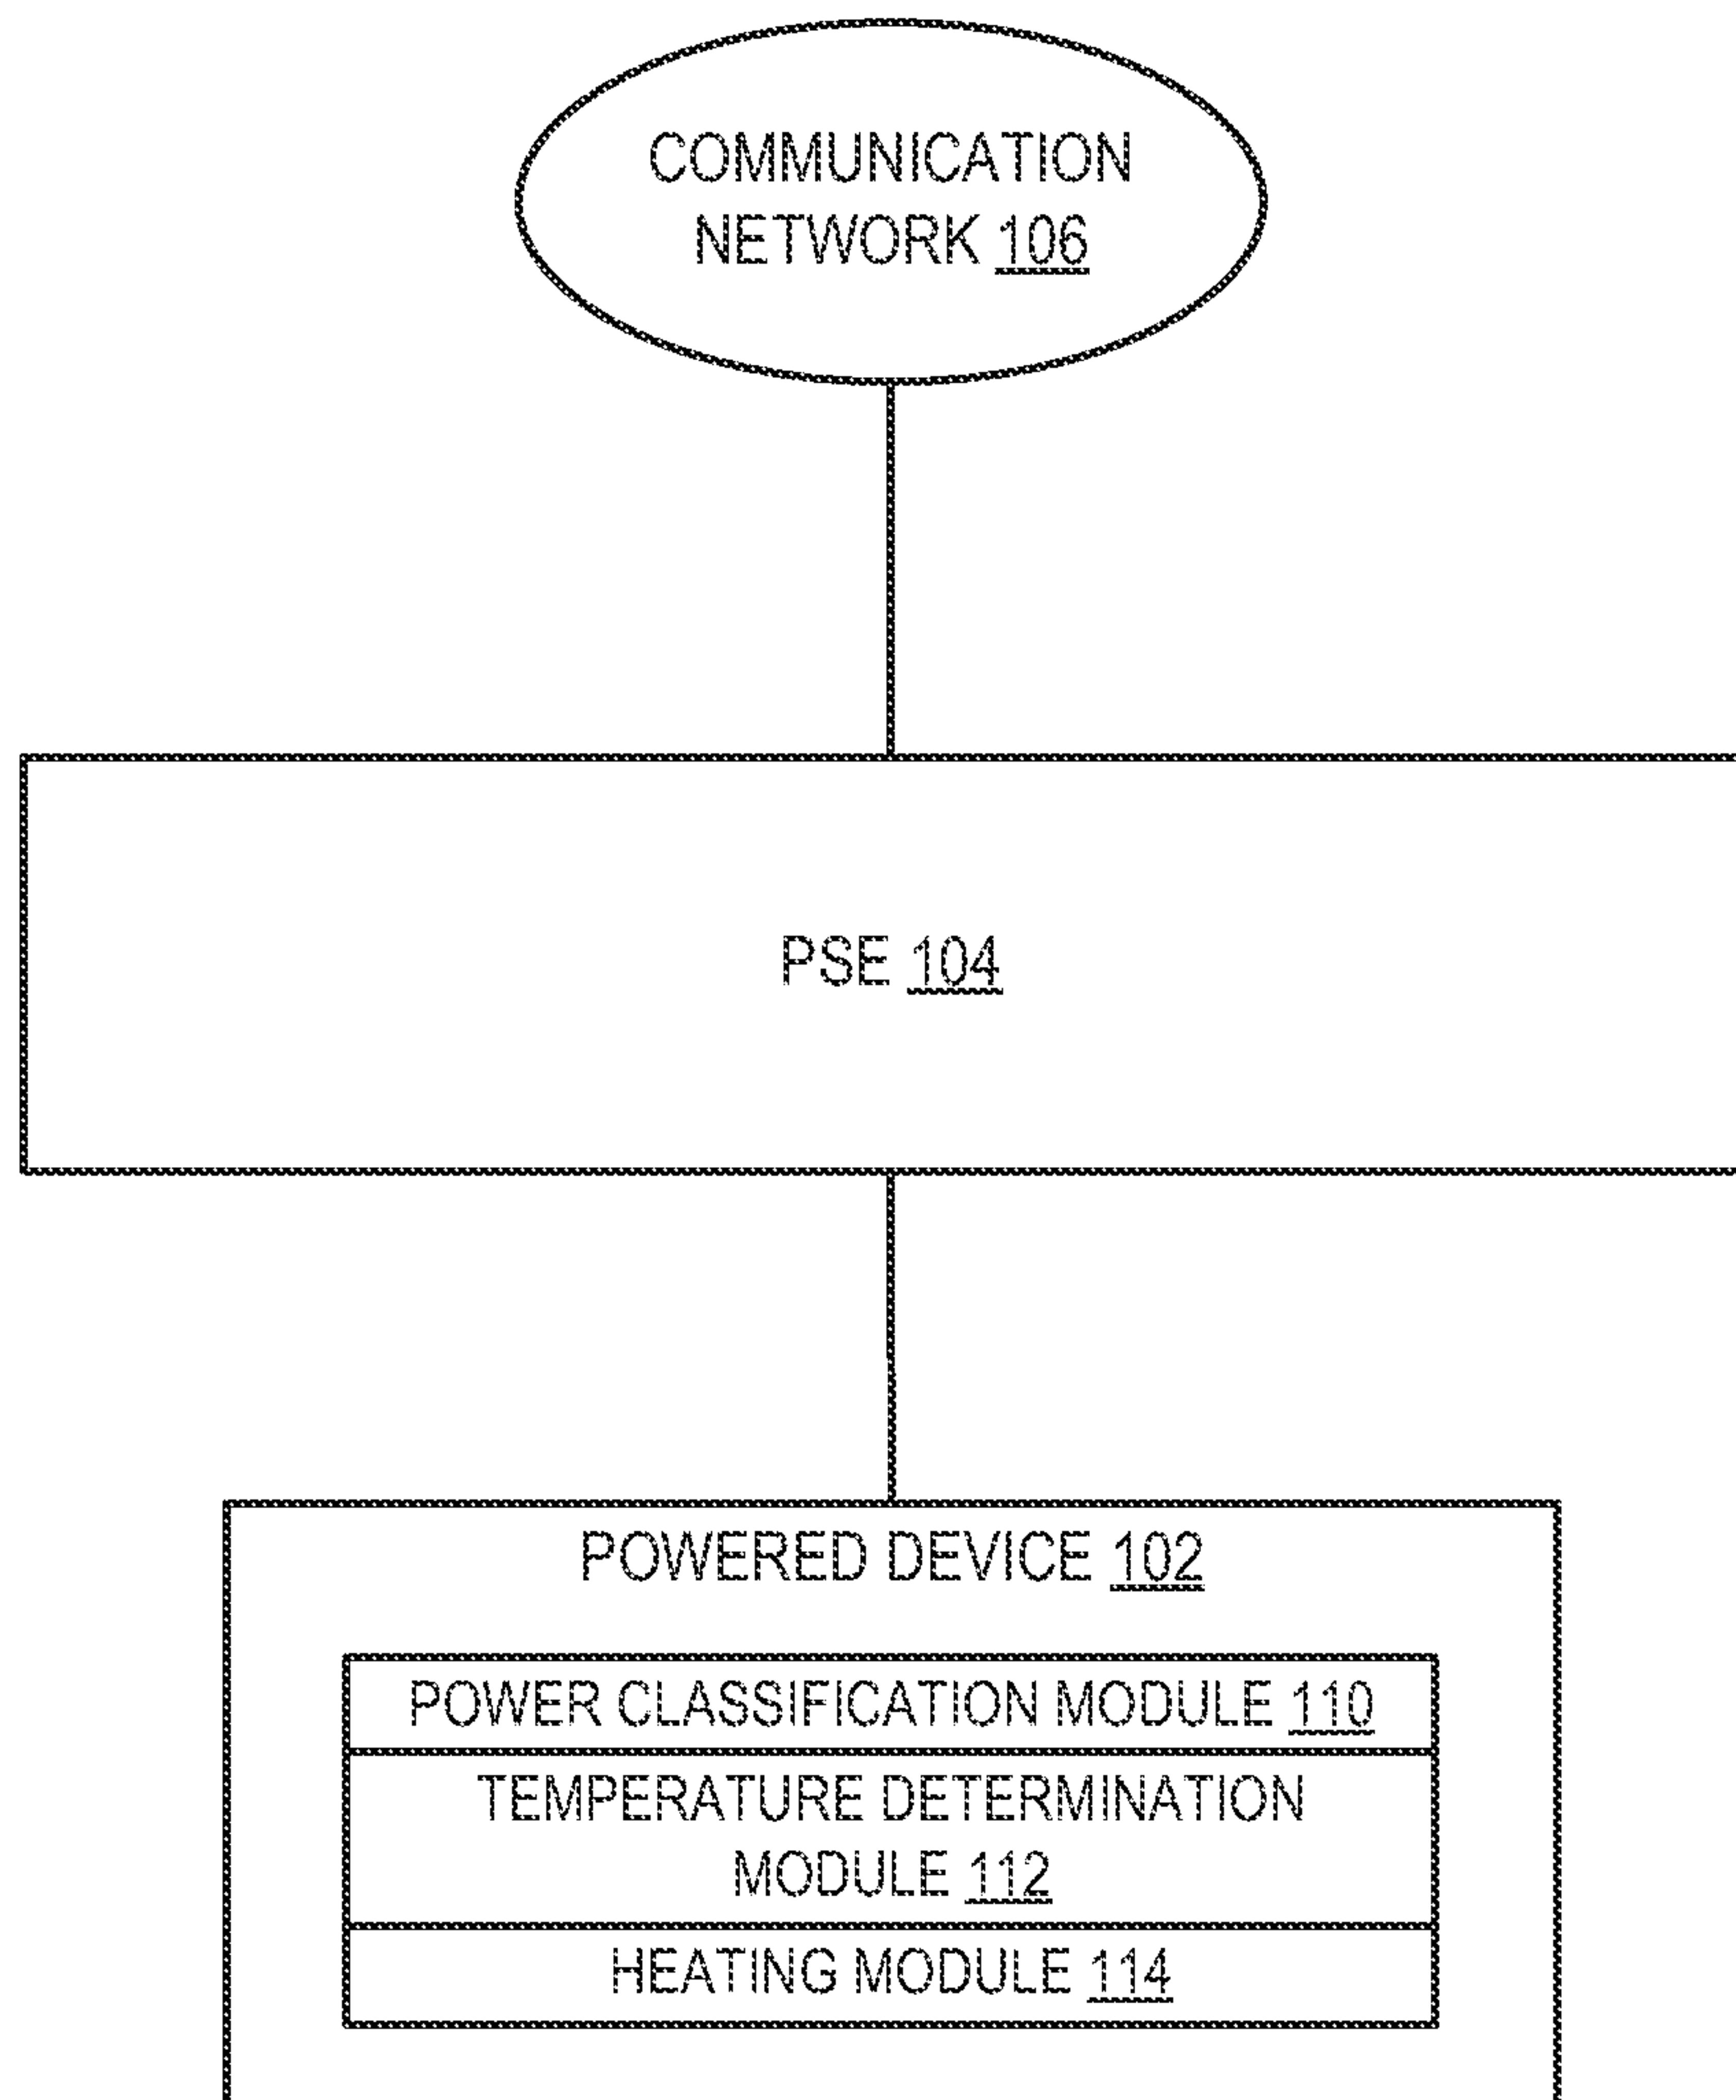 COMMUNICATION
NETWORK 106
PSE 104
POWERED DEVICE 102
POWER CLASSIFICATION MODULE 110
TEMPERATURE DETERMINATION
MODULE 112
HEATING MODULE 114